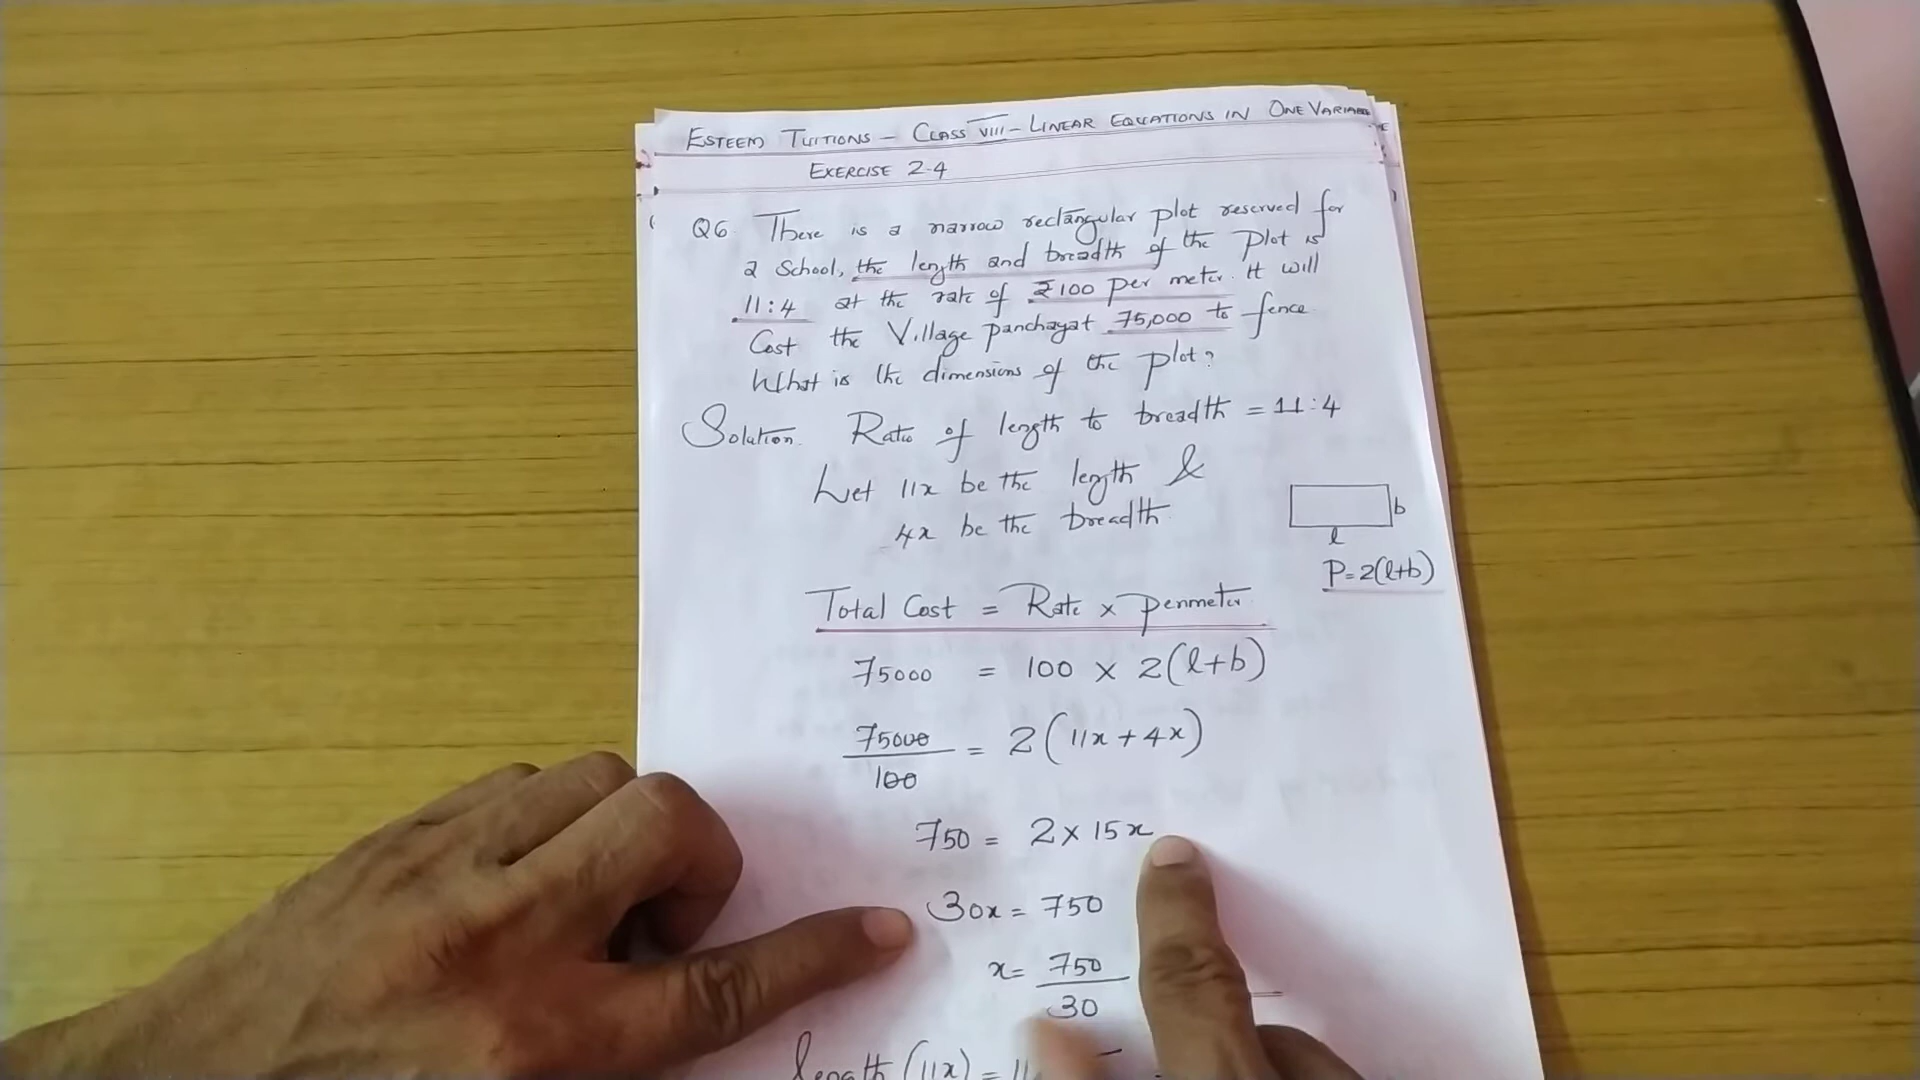 ESTEEM TUITIONS - CLASS VIII - LINEAR EQUATIONS IN ONE VARIABLE
EXERCISE 2.4
Q6. There is a narrow rectangular plot reserved for
a school, the length and breadth of the plot is
11:4 at the rate of ₹100 per meter. It will
Cost the Village panchayat 75,000 to fence
What is the dimensions of the plot?
Solution. Ratio of length to breadth = 11:4
Let 11x be the length &
4x be the breadth
b
l
P=2(l+b)
Total Cost = Rate × perimeter
75000 = 100 × 2(l+b)
75000/100 = 2(11x + 4x)
750 = 2 × 15x
30x = 750
x = 750/30
length (11x) = 11